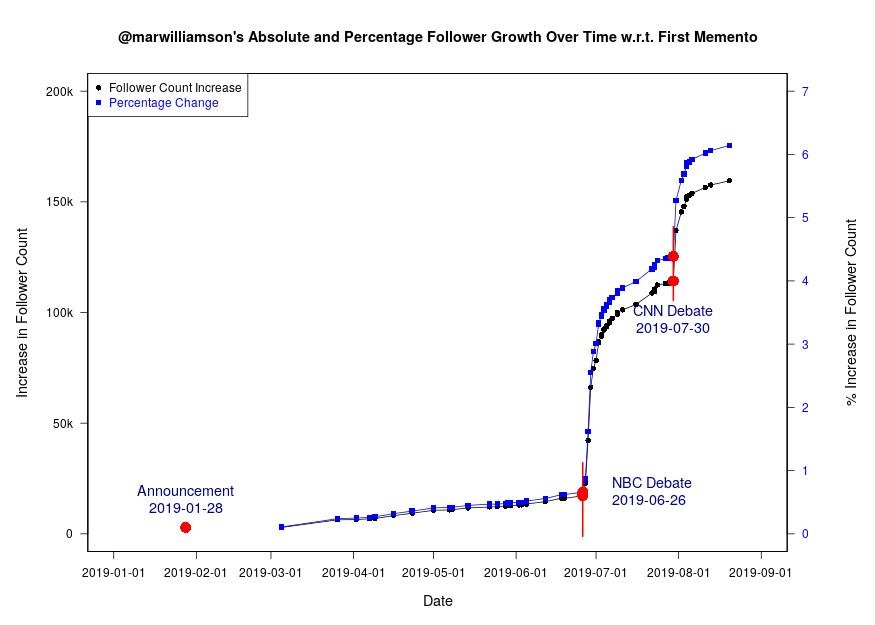 @marwilliamson's Absolute and Percentage Follower Growth Over Time w.r.t. First Memento
Follower Count Increase
Percentage Change
200k
150k
100k
50k
0
Increase in Follower Count
7
6
5
4
3
2
1
0
% Increase in Follower Count
CNN Debate
2019-07-30
Announcement
2019-01-28
NBC Debate
2019-06-26
2019-01-01 2019-02-01 2019-03-01 2019-04-01 2019-05-01 2019-06-01 2019-07-01 2019-08-01 2019-09-01
Date